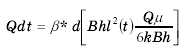 Qdt = β* d[Bhl²(t) Qμ/6kBh]